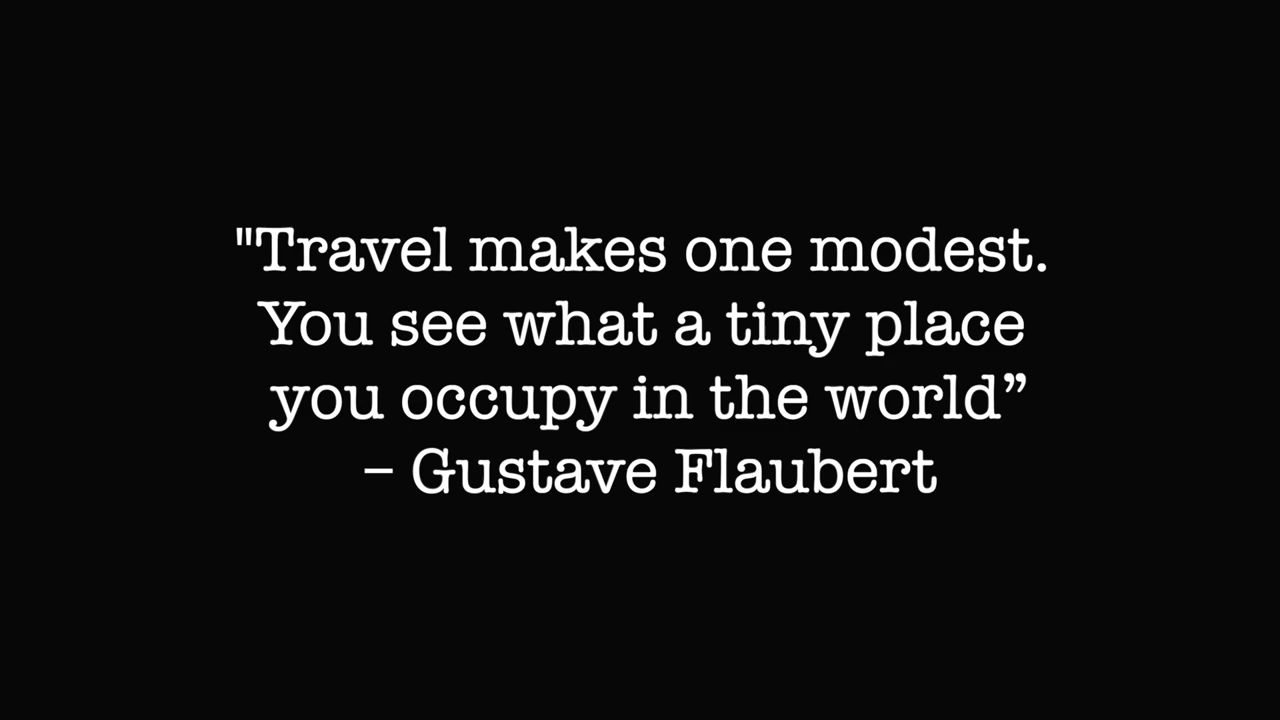 "Travel makes one modest.
You see what a tiny place
you occupy in the world”
– Gustave Flaubert